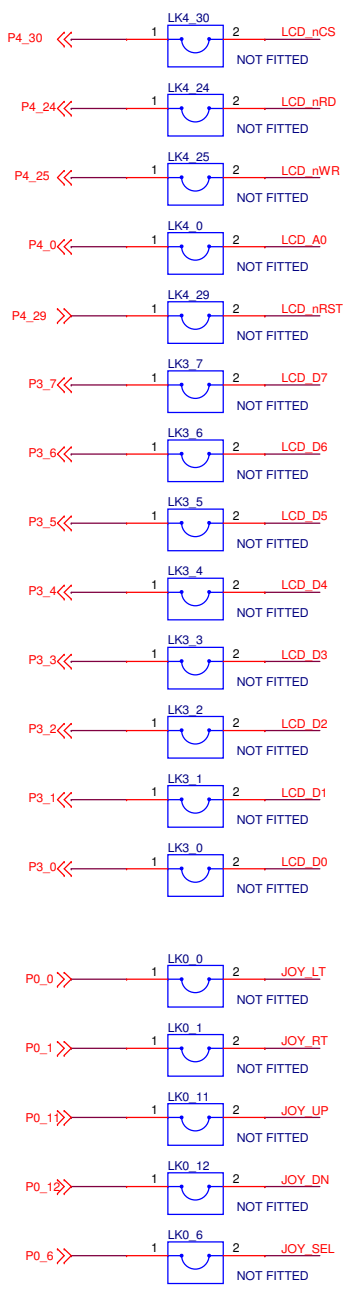 LK4_30
P4_30 1 2 LCD_nCS
NOT FITTED
LK4_24
P4_24 1 2 LCD_nRD
NOT FITTED
LK4_25
P4_25 1 2 LCD_nWR
NOT FITTED
LK4_0
P4_0 1 2 LCD_A0
NOT FITTED
LK4_29
P4_29 1 2 LCD_nRST
NOT FITTED
LK3_7
P3_7 1 2 LCD_D7
NOT FITTED
LK3_6
P3_6 1 2 LCD_D6
NOT FITTED
LK3_5
P3_5 1 2 LCD_D5
NOT FITTED
LK3_4
P3_4 1 2 LCD_D4
NOT FITTED
LK3_3
P3_3 1 2 LCD_D3
NOT FITTED
LK3_2
P3_2 1 2 LCD_D2
NOT FITTED
LK3_1
P3_1 1 2 LCD_D1
NOT FITTED
LK3_0
P3_0 1 2 LCD_D0
NOT FITTED
LK0_0
P0_0 1 2 JOY_LT
NOT FITTED
LK0_1
P0_1 1 2 JOY_RT
NOT FITTED
LK0_11
P0_11 1 2 JOY_UP
NOT FITTED
LK0_12
P0_12 1 2 JOY_DN
NOT FITTED
LK0_6
P0_6 1 2 JOY_SEL
NOT FITTED